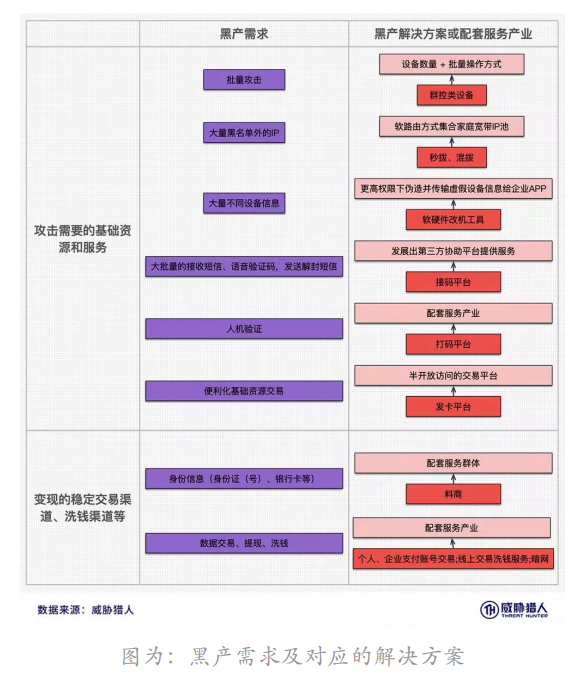 黑产需求
黑产解决方案或配套服务产业
攻击需要的基础资
源和服务
批量攻击
设备数量 + 批量操作方式
群控类设备
大量黑名单外的IP
软路由方式集合家庭宽带IP池
秒拨、混拨
大量不同设备信息
更高权限下伪造并传输虚假设备信息给企业APP
软硬件改机工具
大批量的接收短信、语音验证码，发送解封短信
发展出第三方协助平台提供服务
接码平台
人机验证
配套服务产业
打码平台
便利化基础资源交易
半开放访问的交易平台
发卡平台
变现的稳定交易渠
道、洗钱渠道等
身份信息（身份证（号）、银行卡等）
配套服务群体
料商
数据交易、提现、洗钱
配套服务产业
个人、企业支付账号交易;线上交易洗钱服务;暗网
数据来源：威胁猎人
威胁猎人
THREAT HUNTER
图为：黑产需求及对应的解决方案